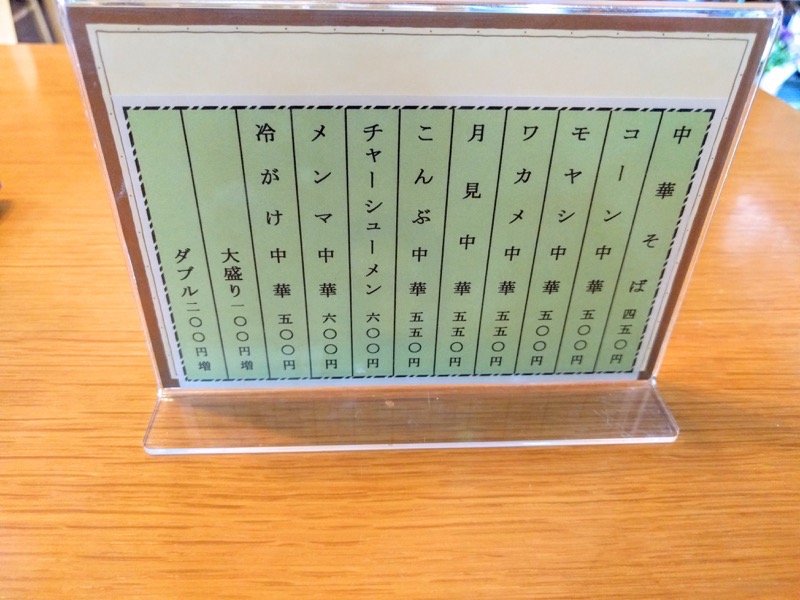 中華そば 四五〇円
コーン中華 五〇〇円
モヤシ中華 五〇〇円
ワカメ中華 五五〇円
月見中華 五五〇円
こんぶ中華 五五〇円
チャーシューメン 六〇〇円
メンマ中華 六〇〇円
冷がけ中華 五〇〇円
大盛り一〇〇円増
ダブル二〇〇円増